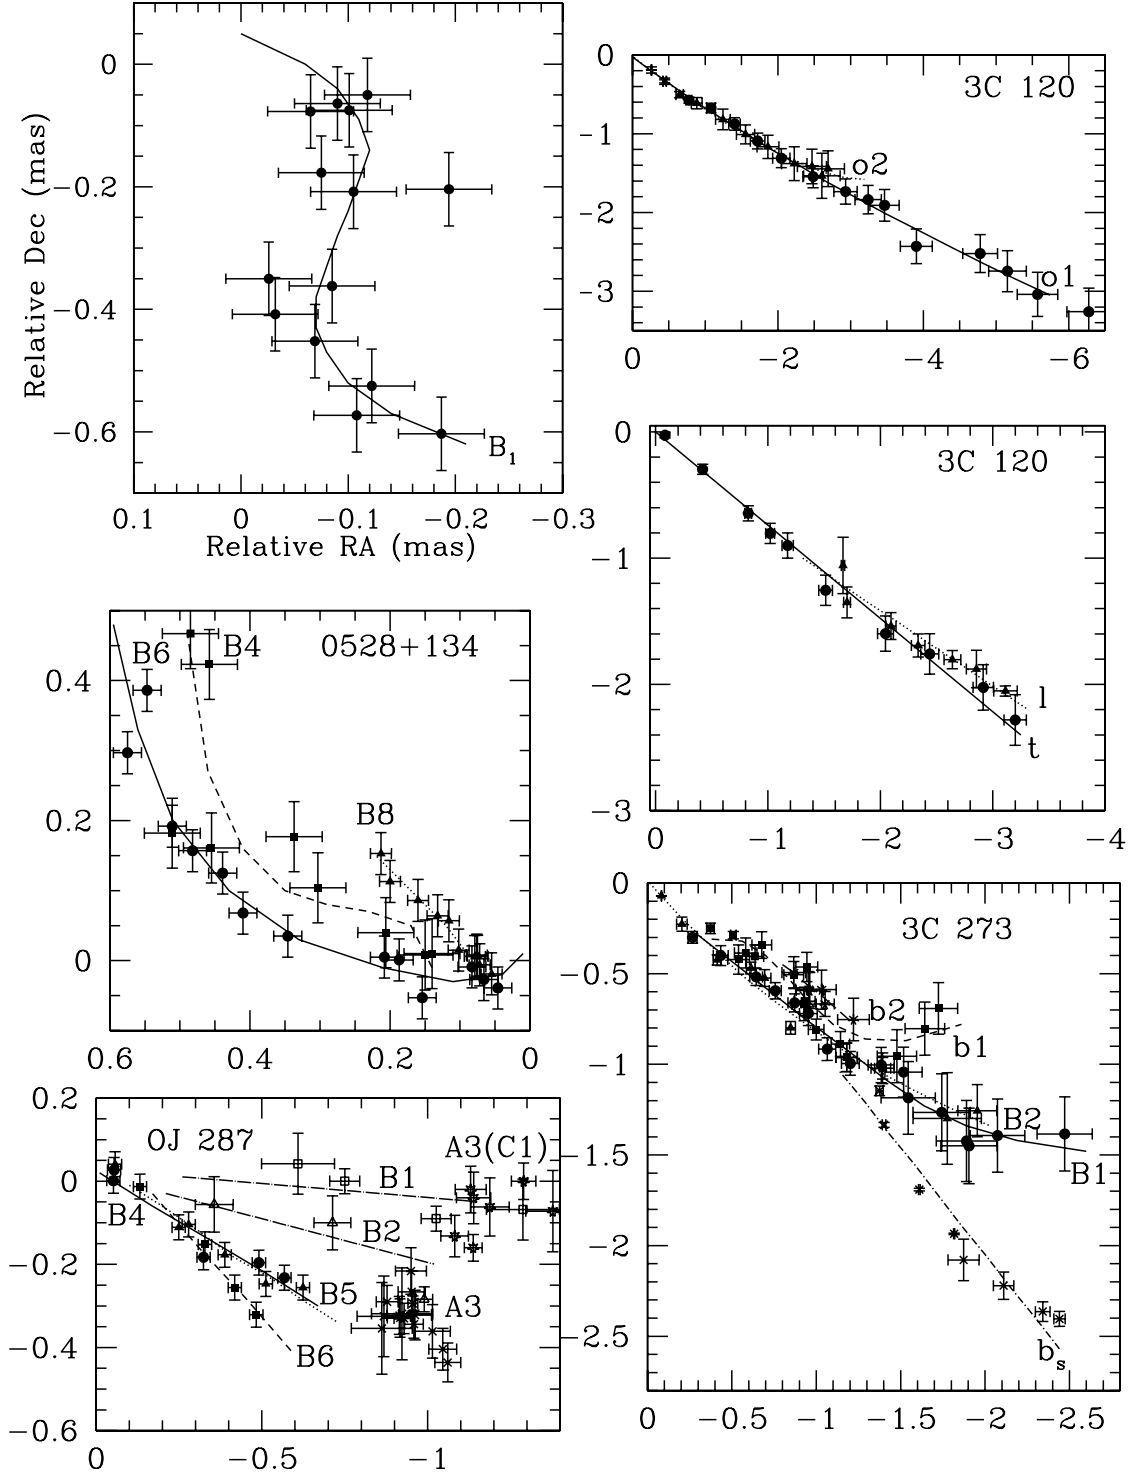 0
−0.2
−0.4
−0.6
Relative Dec (mas)
B1
0.1 0 −0.1 −0.2 −0.3
Relative RA (mas)
0
−1
−2
−3
3C 120
o2
o1
0 −2 −4 −6
0
−1
−2
−3
3C 120
l
t
0 −1 −2 −3 −4
0.4
0.2
0
B6 B4 0528+134
B8
0.6 0.4 0.2 0
0
−0.5
−1
−1.5
−2
−2.5
3C 273
b2
b1
B2
B1
bs
0 −0.5 −1 −1.5 −2 −2.5
0.2
0
−0.2
−0.4
−0.6
OJ 287 A3(C1)
B1
B4
B2
B5 A3
B6
0 −0.5 −1